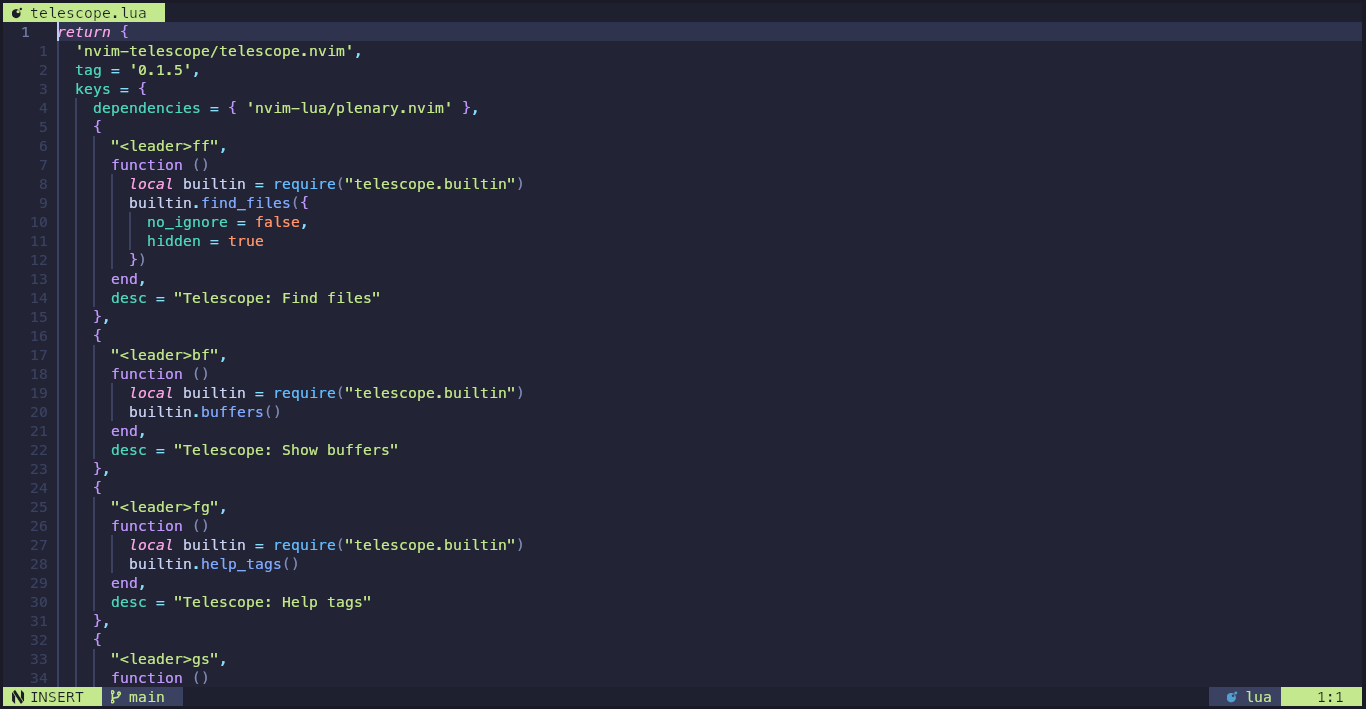 telescope.lua
1 return {
1 'nvim-telescope/telescope.nvim',
2 tag = '0.1.5',
3 keys = {
4 dependencies = { 'nvim-lua/plenary.nvim' },
5 {
6 "<leader>ff",
7 function ()
8 local builtin = require("telescope.builtin")
9 builtin.find_files({
10 no_ignore = false,
11 hidden = true
12 })
13 end,
14 desc = "Telescope: Find files"
15 },
16 {
17 "<leader>bf",
18 function ()
19 local builtin = require("telescope.builtin")
20 builtin.buffers()
21 end,
22 desc = "Telescope: Show buffers"
23 },
24 {
25 "<leader>fg",
26 function ()
27 local builtin = require("telescope.builtin")
28 builtin.help_tags()
29 end,
30 desc = "Telescope: Help tags"
31 },
32 {
33 "<leader>gs",
34 function ()
INSERT main lua 1:1